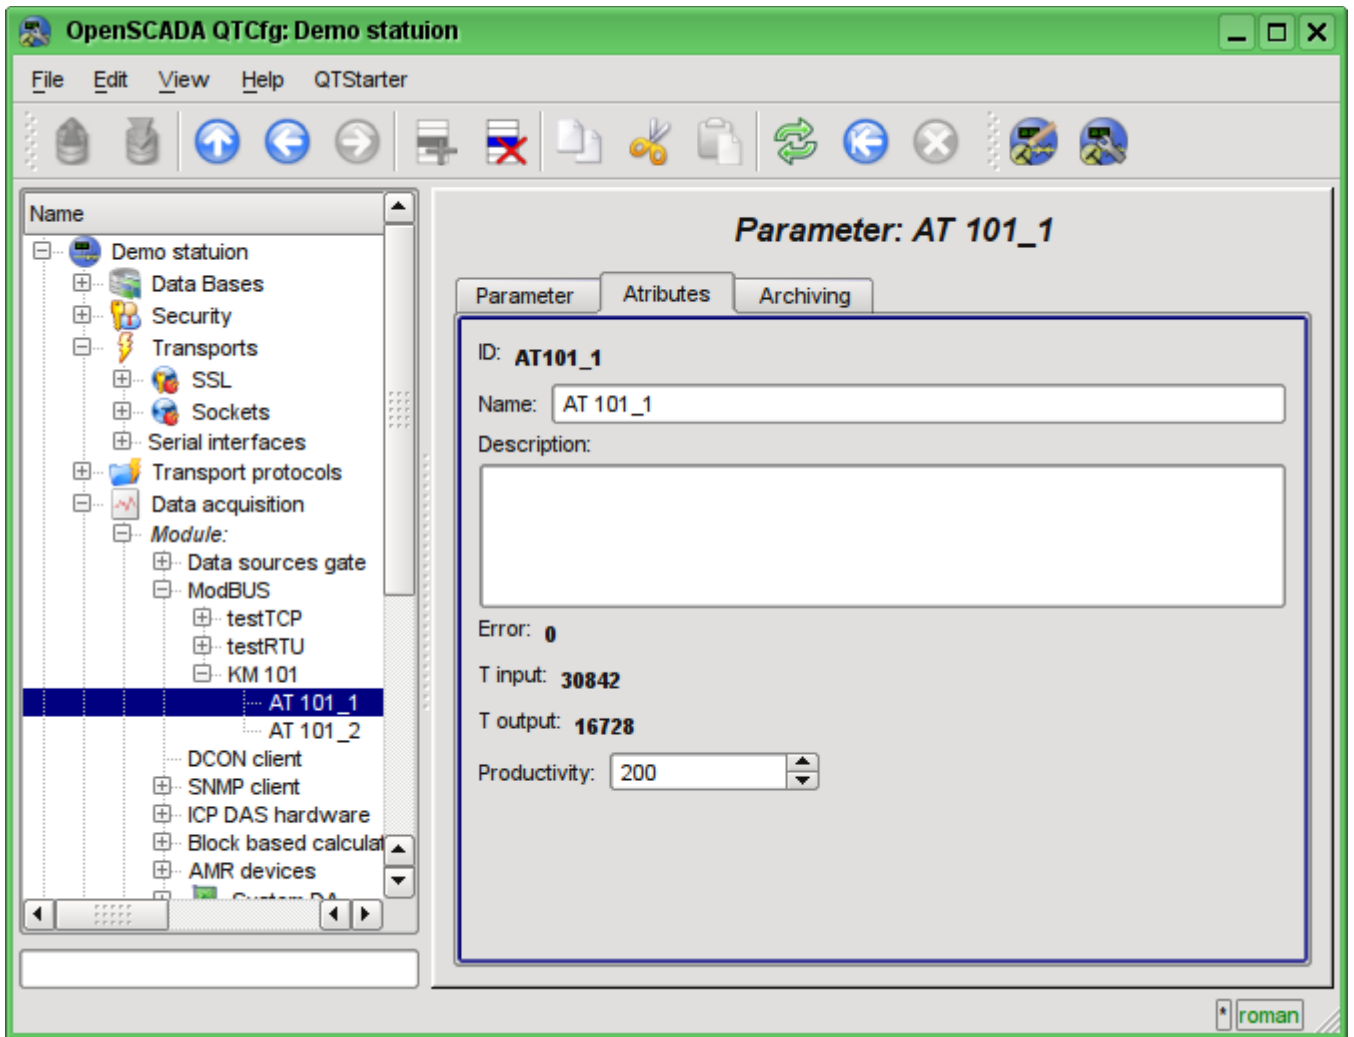 OpenSCADA QTCfg: Demo statuion
File Edit View Help QTStarter
Name
Demo statuion
Data Bases
Security
Transports
SSL
Sockets
Serial interfaces
Transport protocols
Data acquisition
Module:
Data sources gate
ModBUS
testTCP
testRTU
KM 101
AT 101_1
AT 101_2
DCON client
SNMP client
ICP DAS hardware
Block based calculat
AMR devices
System DA
Parameter: AT 101_1
Parameter Atributes Archiving
ID: AT101_1
Name: AT 101_1
Description:
Error: 0
T input: 30842
T output: 16728
Productivity: 200
* roman